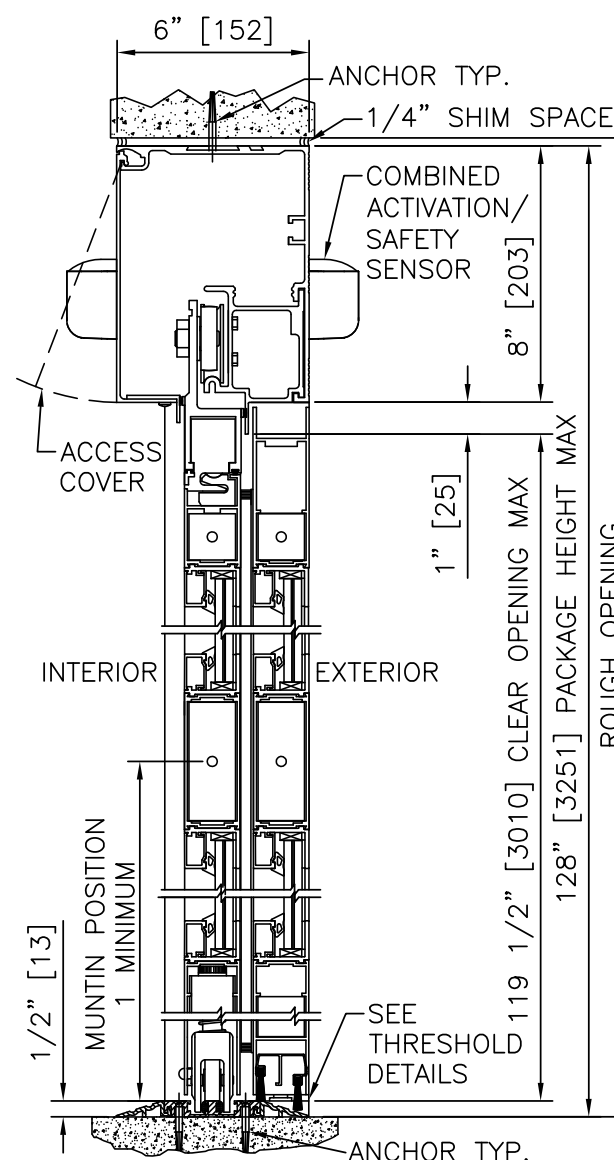 6” [152]
ANCHOR TYP.
1/4” SHIM SPACE
COMBINED
ACTIVATION/
SAFETY
SENSOR
8” [203]
ACCESS
COVER
1” [25]
119 1/2” [3010] CLEAR OPENING MAX
128” [3251] PACKAGE HEIGHT MAX
ROUGH OPENING
INTERIOR
EXTERIOR
MUNTIN POSITION
1 MINIMUM
1/2” [13]
SEE
THRESHOLD
DETAILS
ANCHOR TYP.